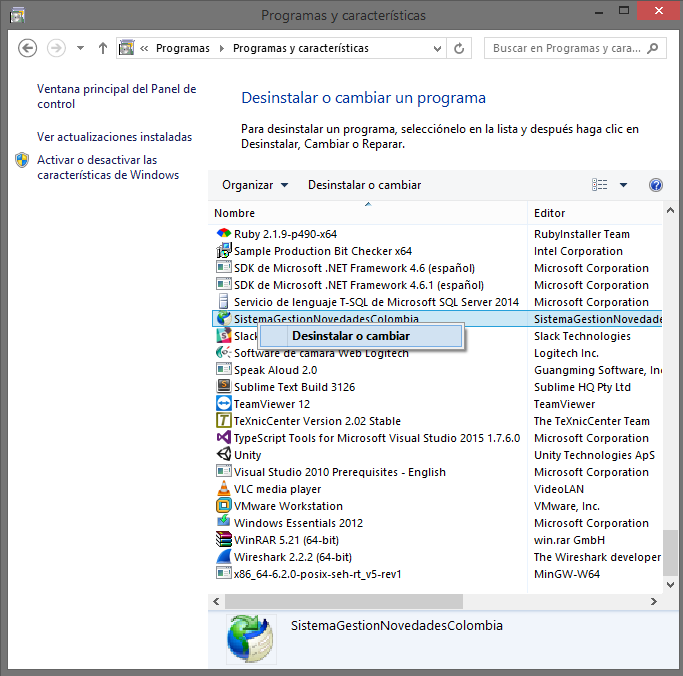 Programas y características
« Programas Programas y características
Buscar en Programas y cara...
Ventana principal del Panel de
control
Ver actualizaciones instaladas
Activar o desactivar las
características de Windows
Desinstalar o cambiar un programa
Para desinstalar un programa, selecciónelo en la lista y después haga clic en
Desinstalar, Cambiar o Reparar.
Organizar Desinstalar o cambiar
Nombre Editor
Ruby 2.1.9-p490-x64 RubyInstaller Team
Sample Production Bit Checker x64 Intel Corporation
SDK de Microsoft .NET Framework 4.6 (español) Microsoft Corporation
SDK de Microsoft .NET Framework 4.6.1 (español) Microsoft Corporation
Servicio de lenguaje T-SQL de Microsoft SQL Server 2014 Microsoft Corporation
SistemaGestionNovedadesColombia SistemaGestionNovedade
Slack Slack Technologies
Desinstalar o cambiar
Software de cámara Web Logitech Logitech Inc.
Speak Aloud 2.0 Guangming Software, In
Sublime Text Build 3126 Sublime HQ Pty Ltd
TeamViewer 12 TeamViewer
TeXnicCenter Version 2.02 Stable The TeXnicCenter Team
TypeScript Tools for Microsoft Visual Studio 2015 1.7.6.0 Microsoft Corporation
Unity Unity Technologies ApS
Visual Studio 2010 Prerequisites - English Microsoft Corporation
VLC media player VideoLAN
VMware Workstation VMware, Inc.
Windows Essentials 2012 Microsoft Corporation
WinRAR 5.21 (64-bit) win.rar GmbH
Wireshark 2.2.2 (64-bit) The Wireshark developer
x86_64-6.2.0-posix-seh-rt_v5-rev1 MinGW-W64
SistemaGestionNovedadesColombia